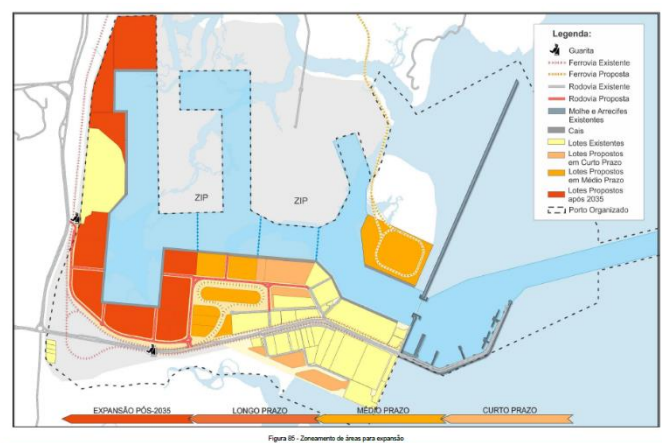 Legenda:
Guarita
Ferrovia Existente
Ferrovia Proposta
Rodovia Existente
Rodovia Proposta
Molhe e Arrecifes
Existentes
Cais
Lotes Existentes
Lotes Propostos
em Curto Prazo
Lotes Propostos
em Médio Prazo
Lotes Propostos
após 2035
Porto Organizado
ZIP
ZIP
EXPANSÃO PÓS-2035
LONGO PRAZO
MÉDIO PRAZO
CURTO PRAZO
Figura 85 - Zoneamento de áreas para expansão